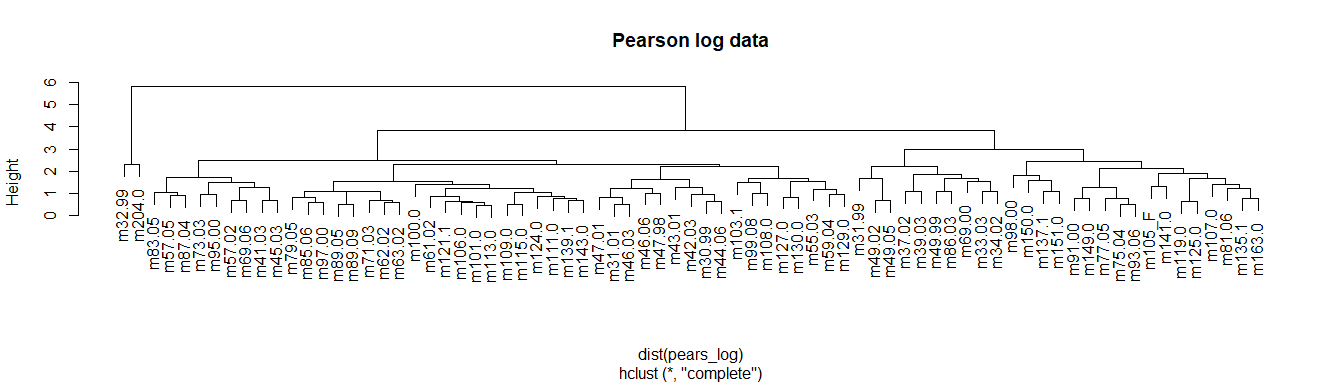 Pearson log data
Height
6
5
4
3
2
1
0
m32.99
m204.0
m83.05
m57.05
m87.04
m73.03
m95.00
m57.02
m69.06
m41.03
m45.03
m79.05
m85.06
m97.00
m89.05
m89.09
m71.03
m62.02
m63.02
m100.0
m61.02
m121.1
m106.0
m101.0
m113.0
m109.0
m115.0
m124.0
m111.0
m139.1
m143.0
m47.01
m31.01
m46.03
m46.06
m47.98
m43.01
m42.03
m30.99
m44.06
m103.1
m99.08
m108.0
m127.0
m130.0
m55.03
m59.04
m129.0
m31.99
m49.02
m49.05
m37.02
m39.03
m49.99
m86.03
m69.00
m33.03
m34.02
m98.00
m150.0
m137.1
m151.0
m91.00
m149.0
m77.05
m75.04
m93.06
m105_F
m141.0
m119.0
m125.0
m107.0
m81.06
m135.1
m163.0
dist(pears_log)
hclust (*, "complete")